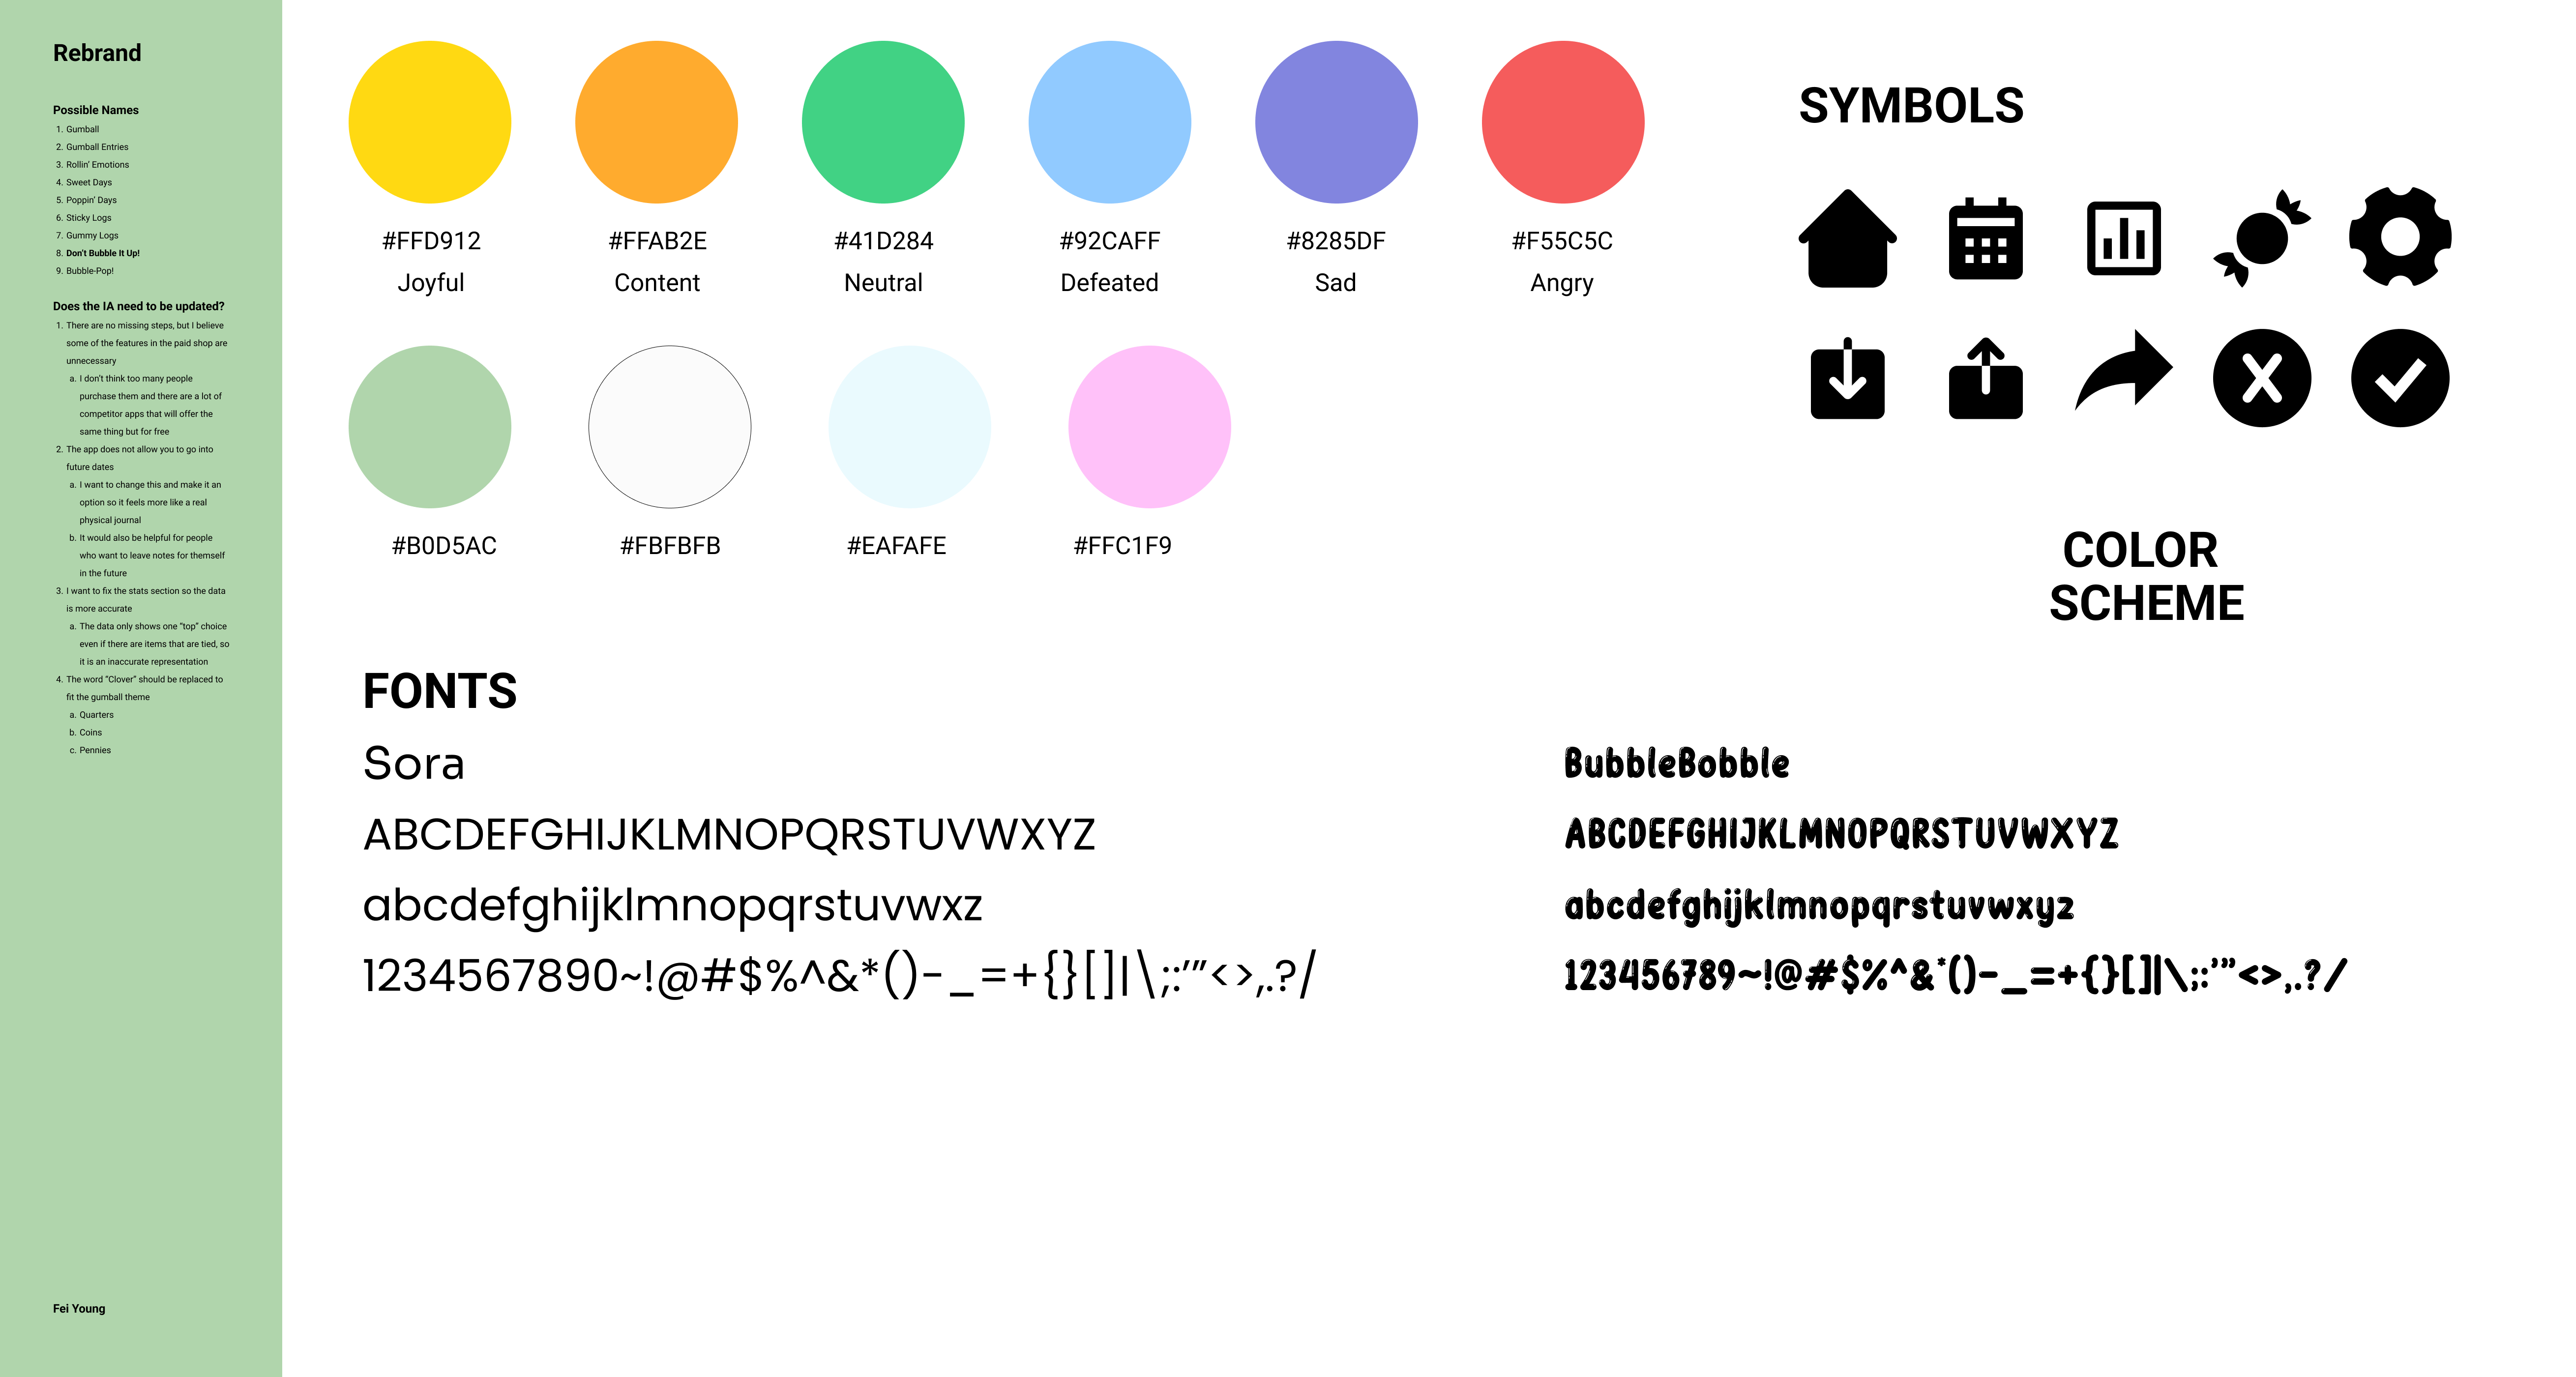 Rebrand
Possible Names
1. Gumball
2. Gumball Entries
3. Rollin' Emotions
4. Sweet Days
5. Poppin' Days
6. Sticky Logs
7. Gummy Logs
8. Don't Bubble It Up!
9. Bubble-Pop!
Does the IA need to be updated?
1. There are no missing steps, but I believe
some of the features in the paid shop are
unnecessary
a. I don't think too many people
purchase them and there are a lot of
competitor apps that will offer the
same thing but for free
2. The app does not allow you to go into
future dates
a. I want to change this and make it an
option so it feels more like a real
physical journal
b. It would also be helpful for people
who want to leave notes for themself
in the future
3. I want to fix the stats section so the data
is more accurate
a. The data only shows one “top” choice
even if there are items that are tied, so
it is an inaccurate representation
4. The word “Clover” should be replaced to
fit the gumball theme
a. Quarters
b. Coins
c. Pennies
Fei Young
#FFD912
Joyful
#FFAB2E
Content
#41D284
Neutral
#92CAFF
Defeated
#8285DF
Sad
#F55C5C
Angry
#B0D5AC
#FBFBFB
#EAFAFE
#FFC1F9
SYMBOLS
X
COLOR
SCHEME
FONTS
Sora
ABCDEFGHIJKLMNOPQRSTUVWXYZ
abcdefghijklmnopqrstuvwxz
1234567890~!@#$%^&*()-_=+{}[]|\;:’”<>,.?/
BubbleBobble
ABCDEFGHIJKLMNOPQRSTUVWXYZ
abcdefghijklmnopqrstuvwxyz
123456789~!@#$%^&*()-_=+{}[]|\;:’”<>,.?/